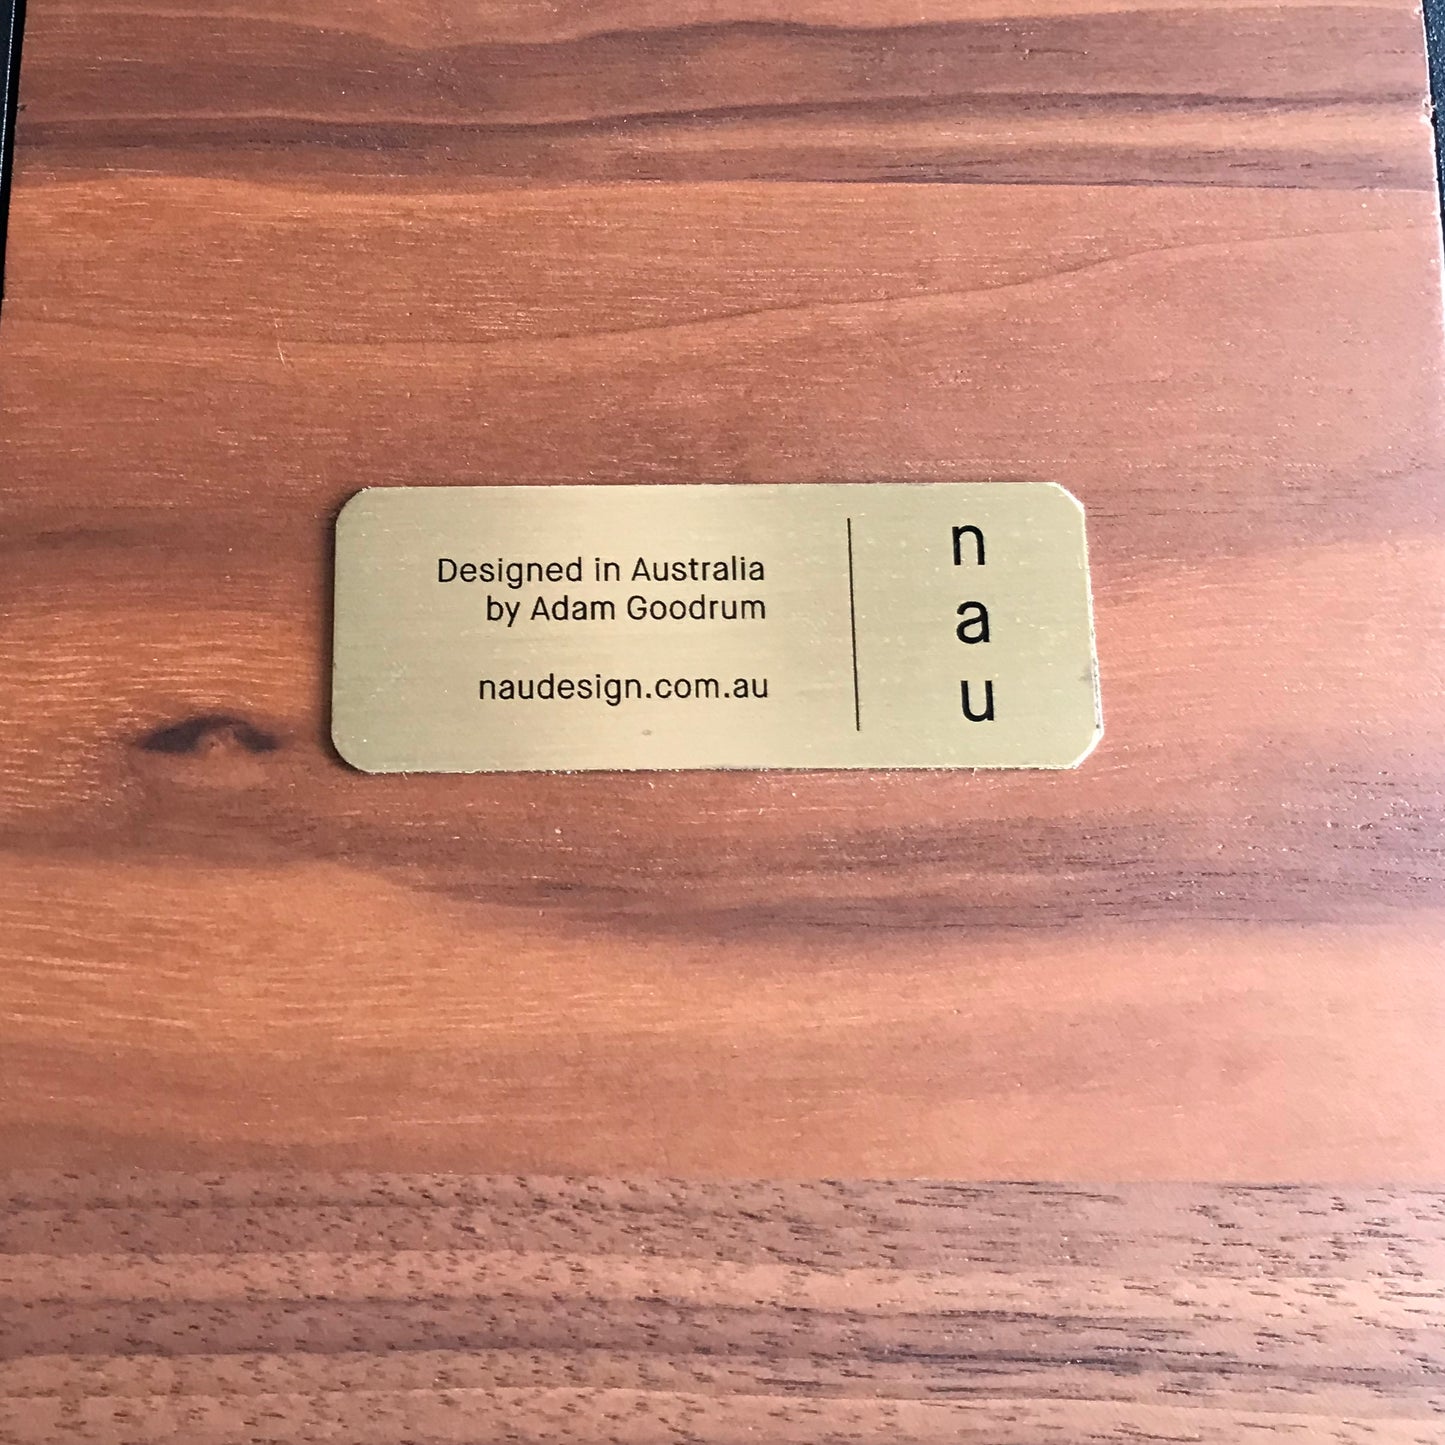 Designed in Australia
by Adam Goodrum
naudesign.com.au
n
a
u